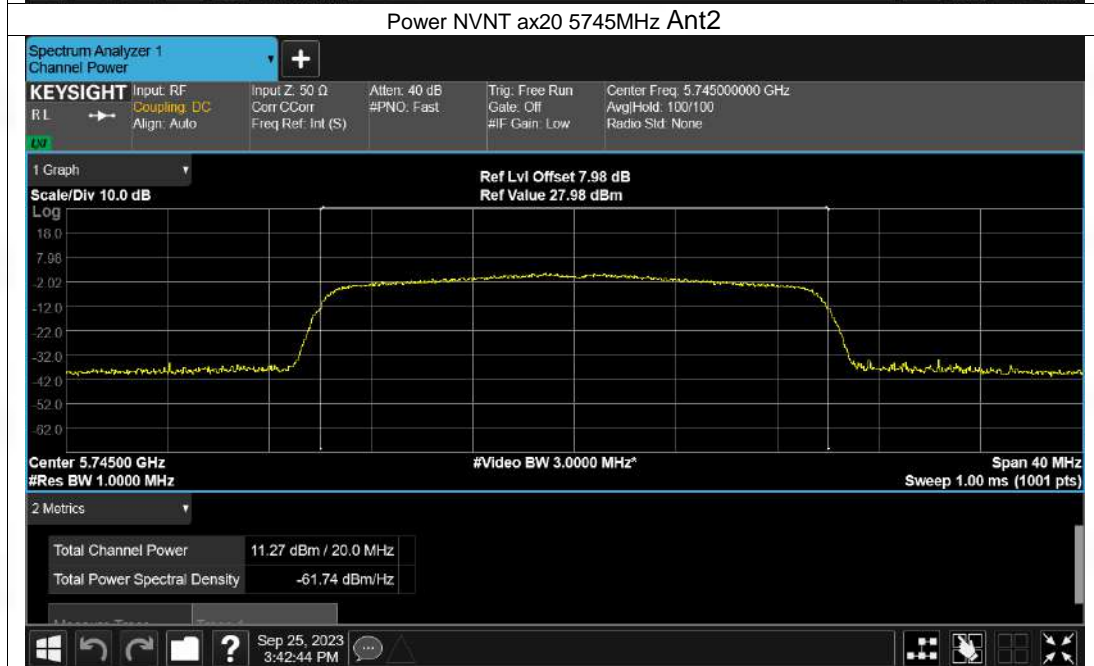 Power NVNT ax20 5745MHz Ant2
Spectrum Analyzer 1
Channel Power
+
KEYSIGHT
RL
LXI
Input: RF
Coupling: DC
Align: Auto
Input Z: 50 Ω
Corr CCorr
Freq Ref: Int (S)
Atten: 40 dB
#PNO: Fast
Trig: Free Run
Gate: Off
#IF Gain: Low
Center Freq: 5.745000000 GHz
Avg|Hold: 100/100
Radio Std: None
1 Graph
Scale/Div 10.0 dB
Ref Lvl Offset 7.98 dB
Ref Value 27.98 dBm
Log
18.0
7.98
-2.02
-12.0
-22.0
-32.0
-42.0
-52.0
-62.0
Center 5.74500 GHz
#Video BW 3.0000 MHz*
Span 40 MHz
#Res BW 1.0000 MHz
Sweep 1.00 ms (1001 pts)
2 Metrics
Total Channel Power 11.27 dBm / 20.0 MHz
Total Power Spectral Density -61.74 dBm/Hz
?
Sep 25, 2023
3:42:44 PM